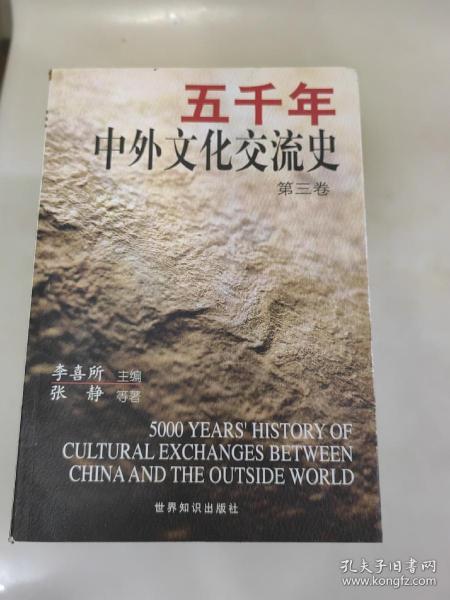 五千年
中外文化交流史
第三卷
李喜所 主编
张静 等著
5000 YEARS' HISTORY OF
CULTURAL EXCHANGES BETWEEN
CHINA AND THE OUTSIDE WORLD
世界知识出版社
孔夫子旧书网
www.kongfz.com